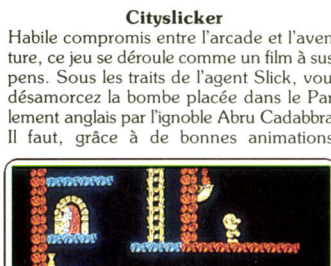 Cityslicker
Habile compromis entre l'arcade et l'aven
ture, ce jeu se déroule comme un film à sus
pens. Sous les traits de l'agent Slick, vou
désamorcez la bombe placée dans le Par
lement anglais par l'ignoble Abru Cadabbra
Il faut, grâce à de bonnes animations